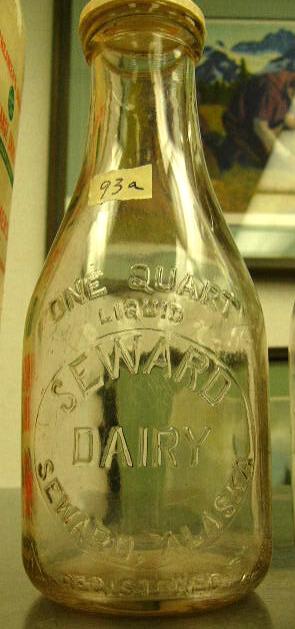 93a
ONE QUART
LIQUID
SEWARD
DAIRY
SEWARD, ALASKA
REGISTERED